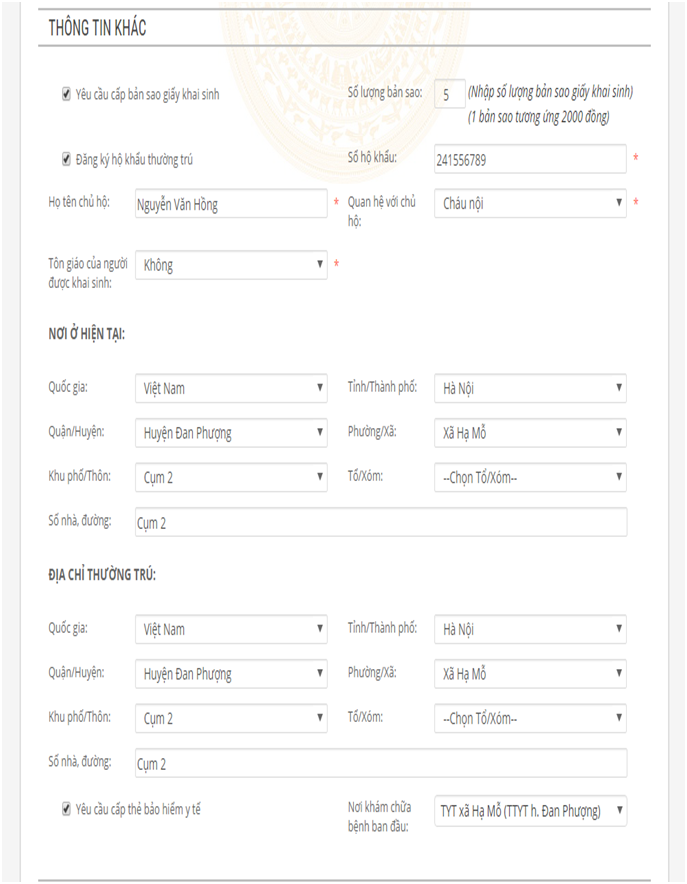 THÔNG TIN KHÁC
Yêu cầu cấp bản sao giấy khai sinh Số lượng bản sao: 5 (Nhập số lượng bản sao giấy khai sinh)
(1 bản sao tương ứng 2000 đồng)
Đăng ký hộ khẩu thường trú Số hộ khẩu: 241556789 *
Họ tên chủ hộ: Nguyễn Văn Hồng * Quan hệ với chủ hộ: Cháu nội *
Tôn giáo của người được khai sinh: Không *
NƠI Ở HIỆN TẠI:
Quốc gia: Việt Nam Tỉnh/Thành phố: Hà Nội
Quận/Huyện: Huyện Đan Phượng Phường/Xã: Xã Hạ Mỗ
Khu phố/Thôn: Cụm 2 Tổ/Xóm: --Chọn Tổ/Xóm--
Số nhà, đường: Cụm 2
ĐỊA CHỈ THƯỜNG TRÚ:
Quốc gia: Việt Nam Tỉnh/Thành phố: Hà Nội
Quận/Huyện: Huyện Đan Phượng Phường/Xã: Xã Hạ Mỗ
Khu phố/Thôn: Cụm 2 Tổ/Xóm: --Chọn Tổ/Xóm--
Số nhà, đường: Cụm 2
Yêu cầu cấp thẻ bảo hiểm y tế Nơi khám chữa bệnh ban đầu: TYT xã Hạ Mỗ (TTYT h. Đan Phượng)